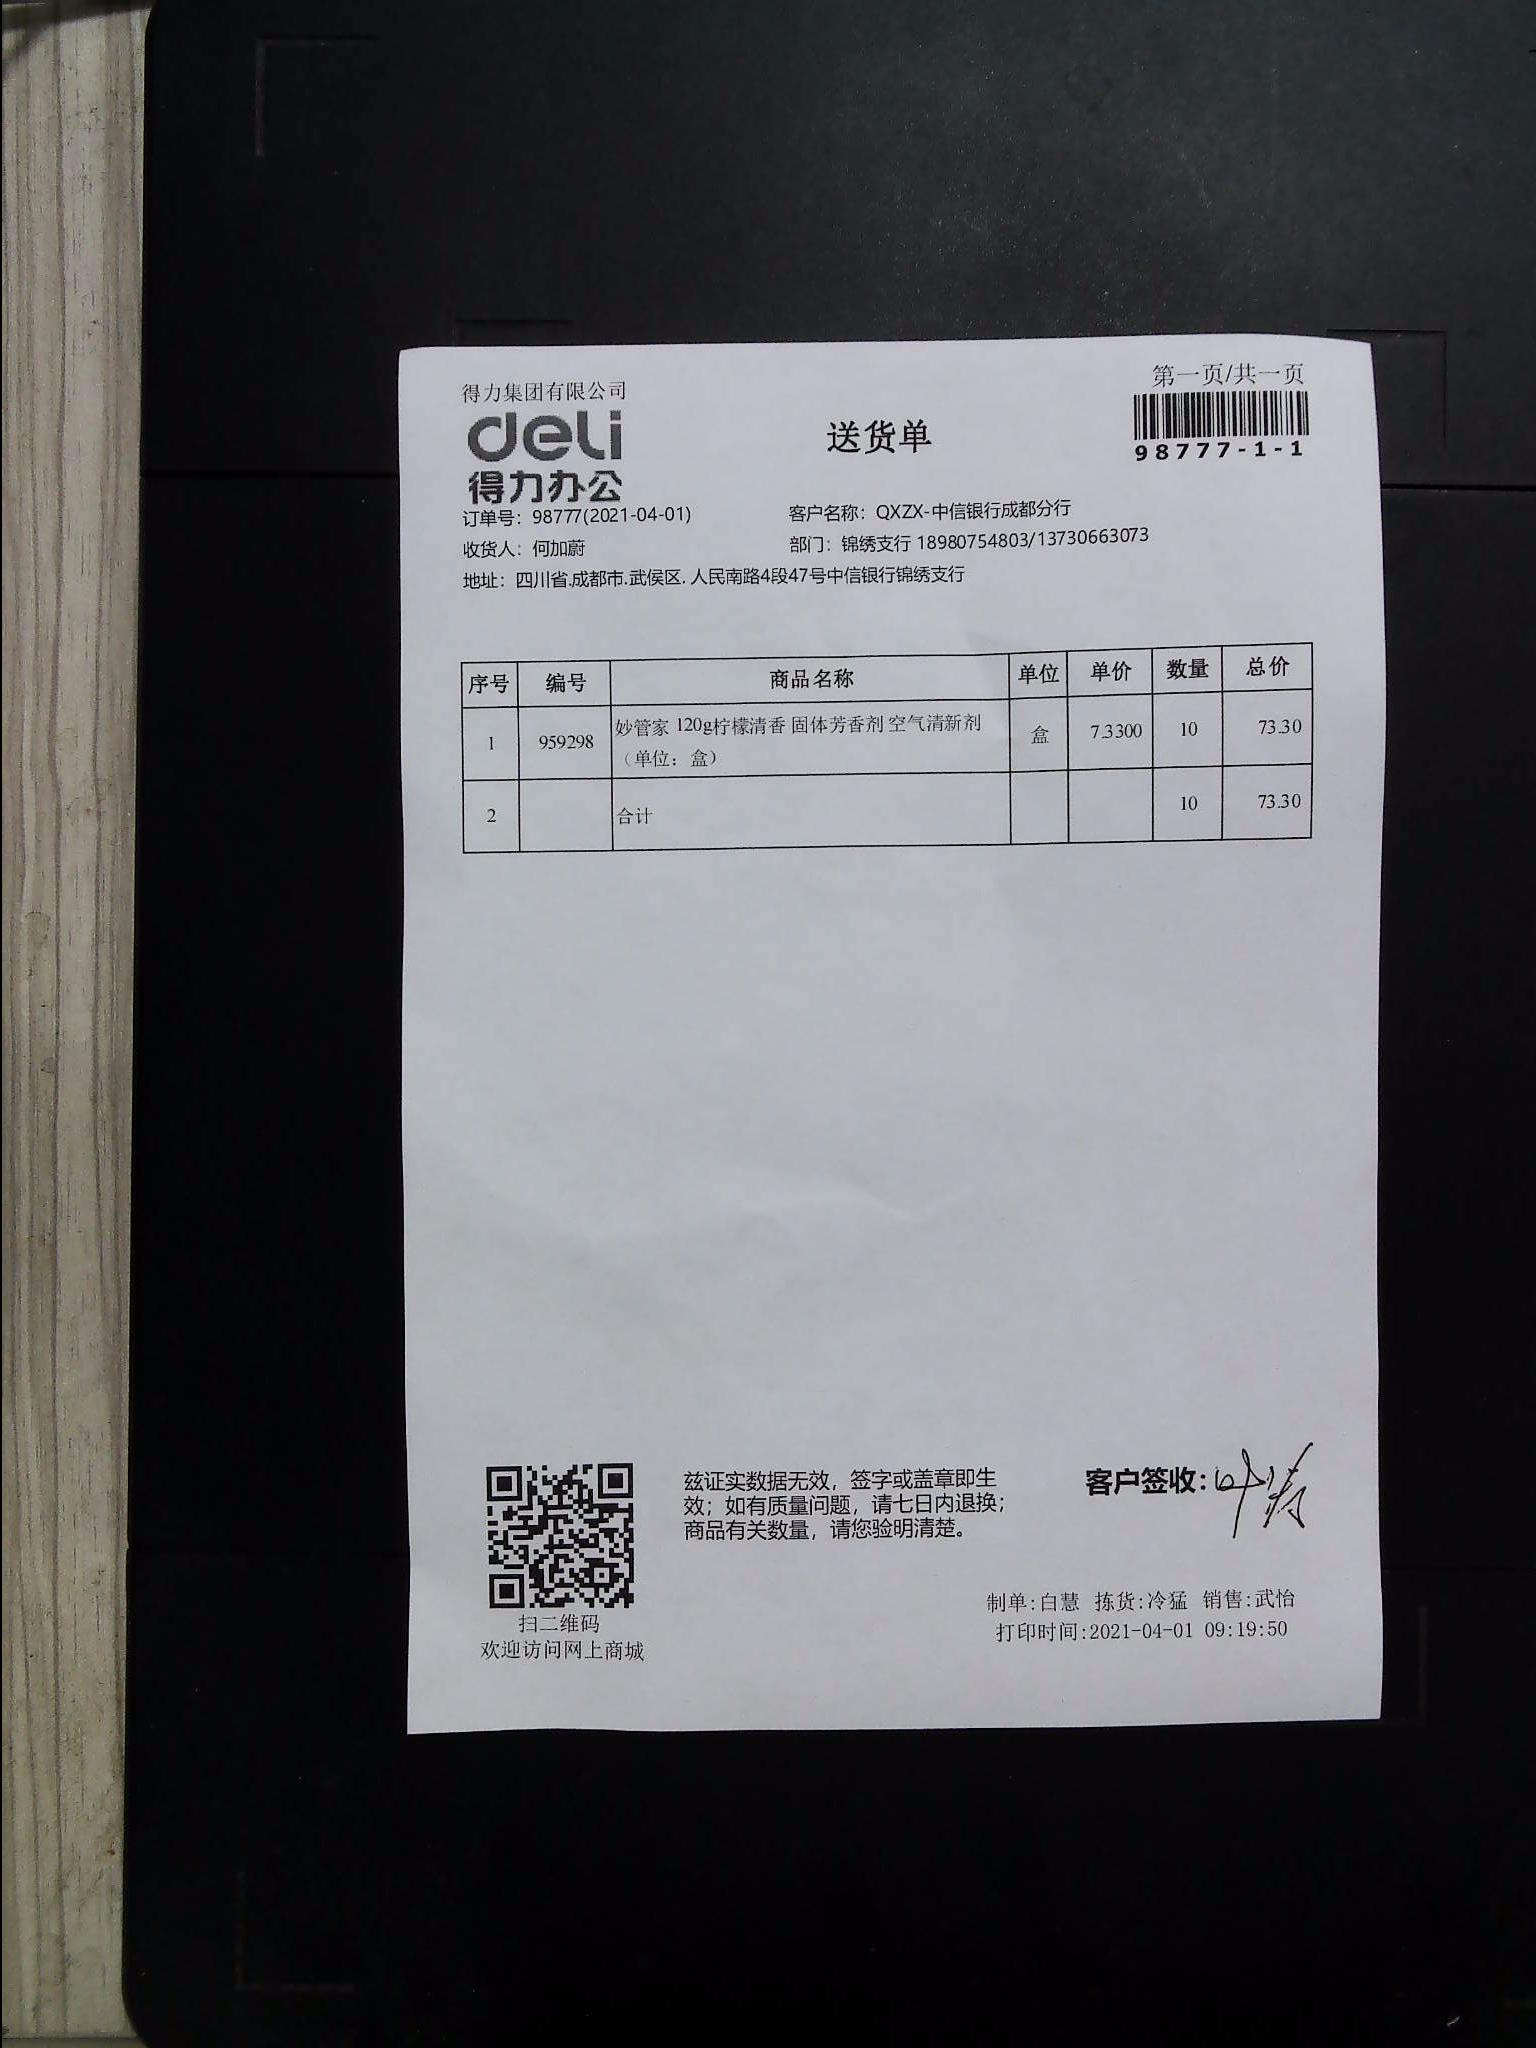 得力集团有限公司
第一页/共一页
deli
得力办公
送货单
98777-1-1
订单号：98777(2021-04-01)
客户名称：QXZX-中信银行成都分行
收货人：何加蔚
部门：锦绣支行 18980754803/13730663073
地址：四川省.成都市.武侯区.人民南路4段47号中信银行锦绣支行
序号 编号 商品名称 单位 单价 数量 总价
1 959298 妙管家 120g柠檬清香 固体芳香剂 空气清新剂 盒 7.3300 10 73.30
（单位：盒）
2 合计 10 73.30
兹证实数据无效，签字或盖章即生
效；如有质量问题，请七日内退换；
商品有关数量，请您验明清楚。
客户签收：
扫二维码
欢迎访问网上商城
制单:白慧 拣货:冷猛 销售:武怡
打印时间:2021-04-01 09:19:50